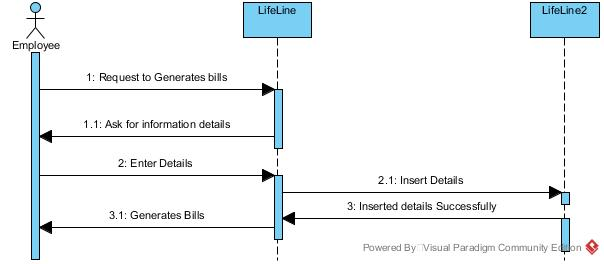 LifeLine
LifeLine2
Employee
1: Request to Generates bills
1.1: Ask for information details
2: Enter Details
2.1: Insert Details
3: Inserted details Successfully
3.1: Generates Bills
Powered By Visual Paradigm Community Edition